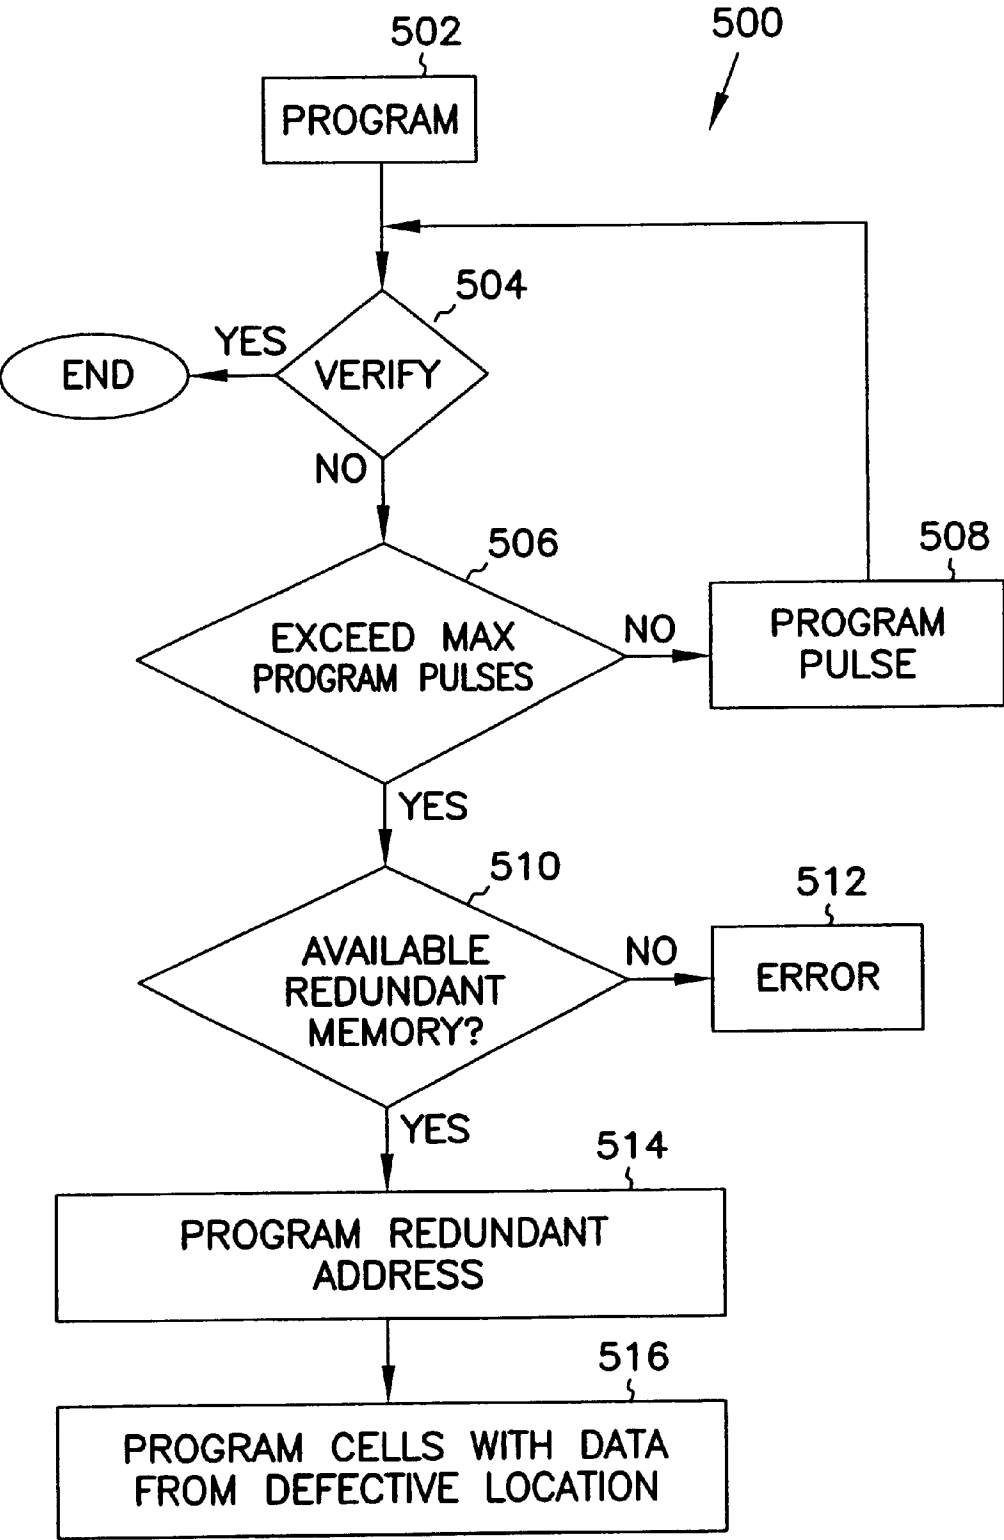 500
502
PROGRAM
504
VERIFY
YES
END
NO
506
EXCEED MAX
PROGRAM PULSES
NO
508
PROGRAM
PULSE
YES
510
AVAILABLE
REDUNDANT
MEMORY?
NO
512
ERROR
YES
514
PROGRAM REDUNDANT
ADDRESS
516
PROGRAM CELLS WITH DATA
FROM DEFECTIVE LOCATION